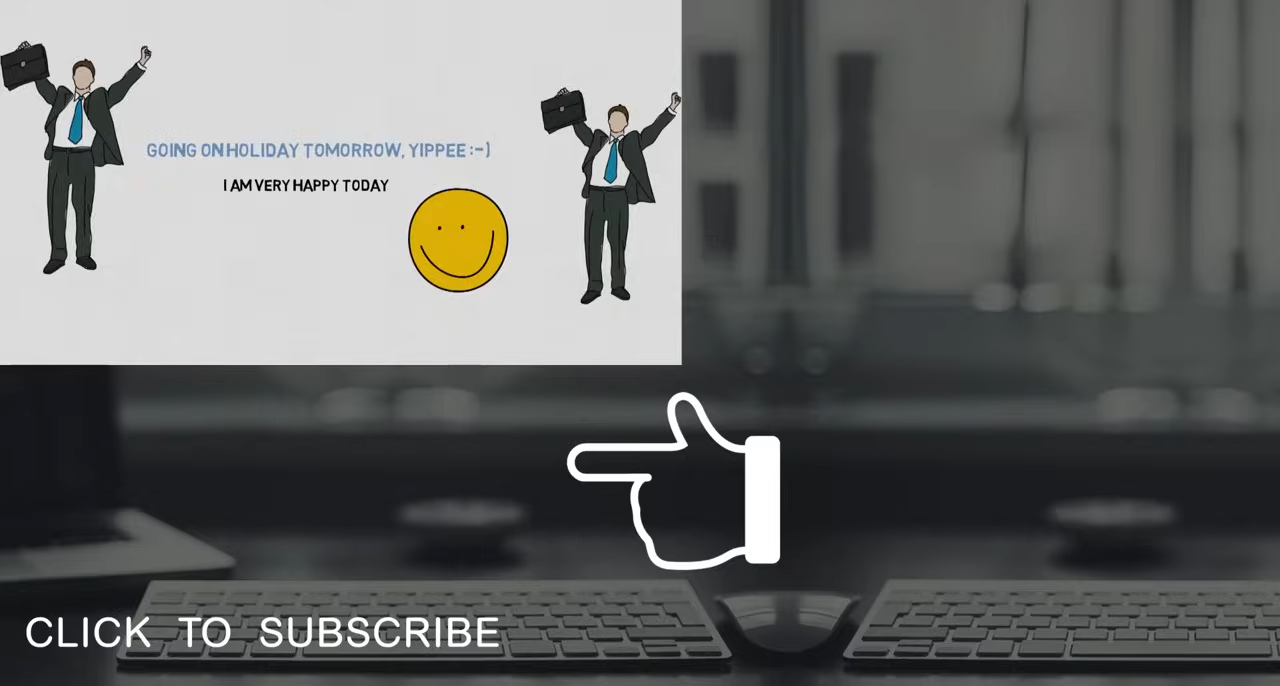 GOING ON HOLIDAY TOMORROW, YIPPEE :-)
I AM VERY HAPPY TODAY
CLICK TO SUBSCRIBE